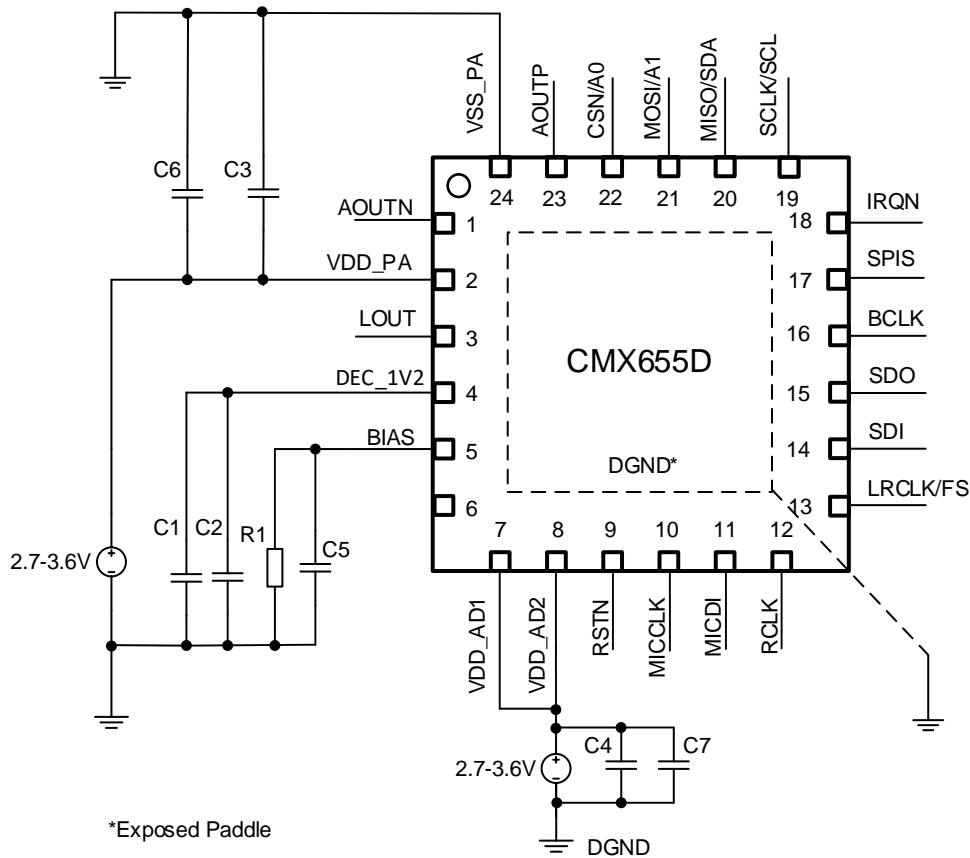 VSS_PA
AOUTP
CSN/A0
MOSI/A1
MISO/SDA
SCLK/SCL
C6
C3
24
23
22
21
20
19
AOUTN
1
18
IRQN
VDD_PA
2
17
SPIS
LOUT
3
16
BCLK
CMX655D
DEC_1V2
4
15
SDO
BIAS
5
14
SDI
DGND*
6
13
LRCLK/FS
C1
C2
R1
C5
7
8
9
10
11
12
2.7-3.6V
VDD_AD1
VDD_AD2
RSTN
MICCLK
MICDI
RCLK
2.7-3.6V
C4
C7
*Exposed Paddle
DGND